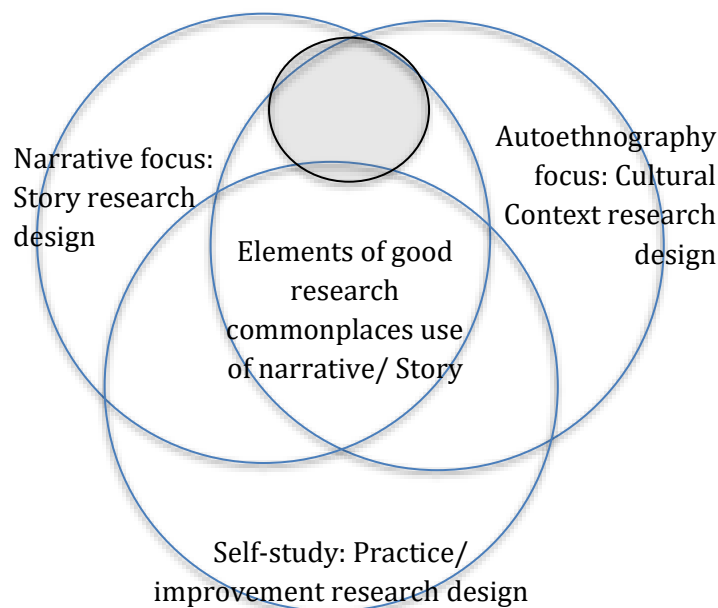 Narrative focus:
Story research
design
Autoethnography
focus: Cultural
Context research
design
Elements of good
research
commonplaces use
of narrative/ Story
Self-study: Practice/
improvement research design